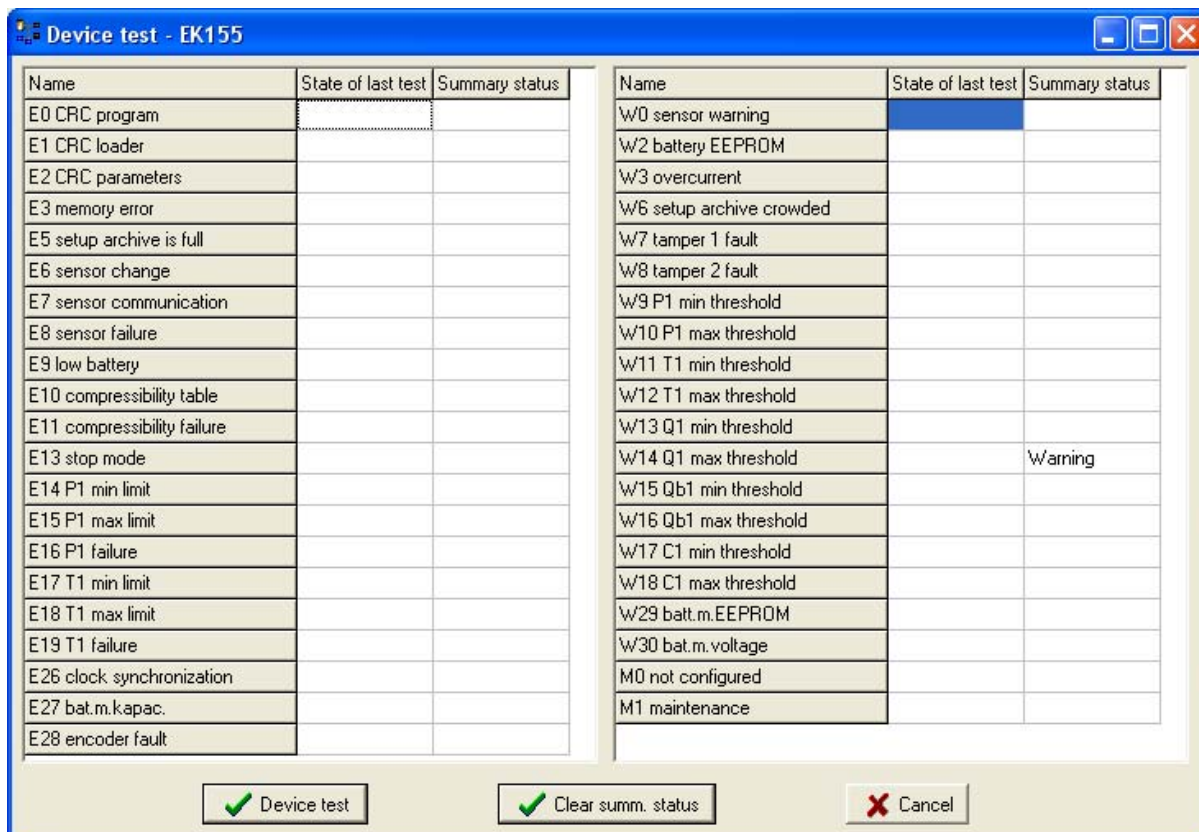 Device test - EK155
Name State of last test Summary status
E0 CRC program
E1 CRC loader
E2 CRC parameters
E3 memory error
E5 setup archive is full
E6 sensor change
E7 sensor communication
E8 sensor failure
E9 low battery
E10 compressibility table
E11 compressibility failure
E13 stop mode
E14 P1 min limit
E15 P1 max limit
E16 P1 failure
E17 T1 min limit
E18 T1 max limit
E19 T1 failure
E26 clock synchronization
E27 bat.m.kapac.
E28 encoder fault
Name State of last test Summary status
W0 sensor warning
W2 battery EEPROM
W3 overcurrent
W6 setup archive crowded
W7 tamper 1 fault
W8 tamper 2 fault
W9 P1 min threshold
W10 P1 max threshold
W11 T1 min threshold
W12 T1 max threshold
W13 Q1 min threshold
W14 Q1 max threshold Warning
W15 Qb1 min threshold
W16 Qb1 max threshold
W17 C1 min threshold
W18 C1 max threshold
W29 batt.m.EEPROM
W30 bat.m.voltage
M0 not configured
M1 maintenance
Device test Clear summ. status Cancel